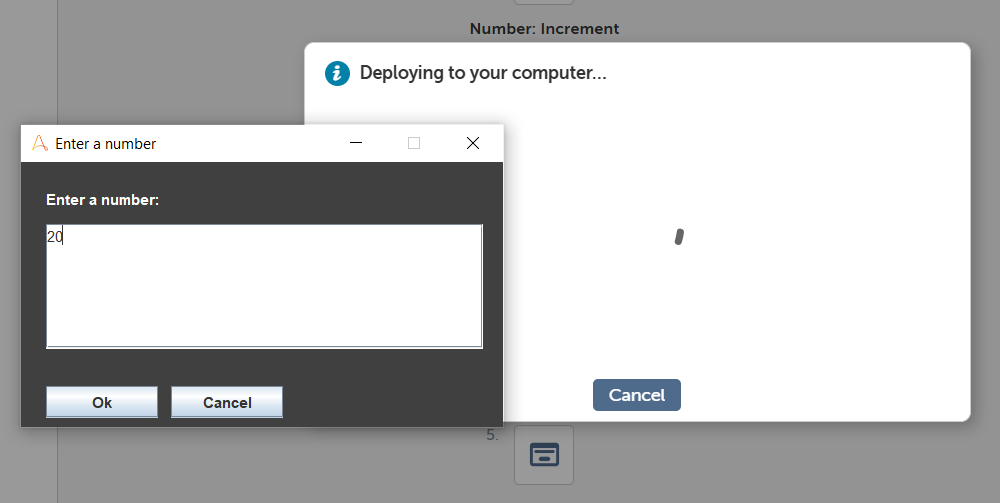 Number: Increment
Deploying to your computer...
Enter a number
Enter a number:
20
Ok
Cancel
Cancel
5.